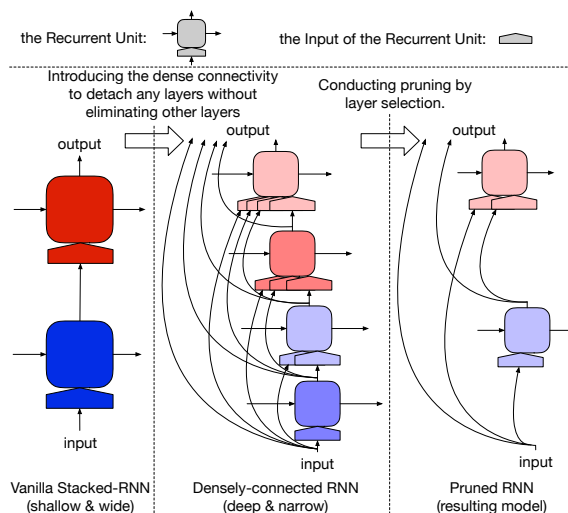 the Recurrent Unit:
the Input of the Recurrent Unit:
Introducing the dense connectivity
to detach any layers without
eliminating other layers
Conducting pruning by
layer selection.
output
output
output
input
input
input
Vanilla Stacked-RNN
(shallow & wide)
Densely-connected RNN
(deep & narrow)
Pruned RNN
(resulting model)